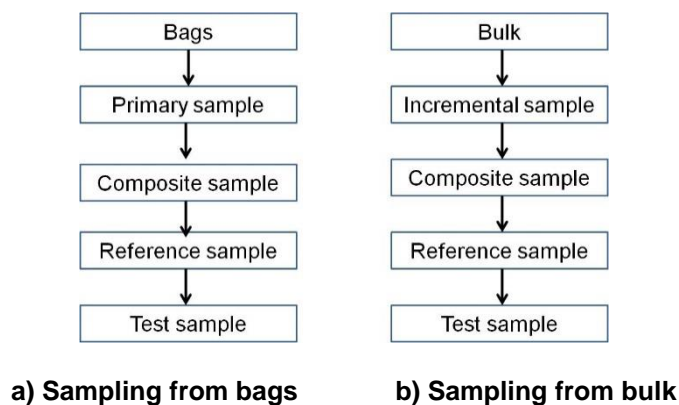 Bags
Primary sample
Composite sample
Reference sample
Test sample
a) Sampling from bags
Bulk
Incremental sample
Composite sample
Reference sample
Test sample
b) Sampling from bulk